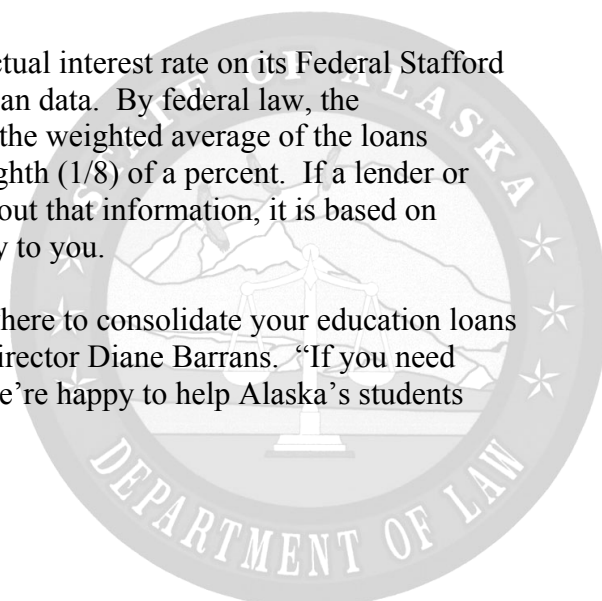 ctual interest rate on its Federal Stafford
an data.  By federal law, the
the weighted average of the loans
ghth (1/8) of a percent.  If a lender or
out that information, it is based on
y to you.
here to consolidate your education loans
irector Diane Barrans.  “If you need
e’re happy to help Alaska’s students
STATE OF ALASKA
DEPARTMENT OF LAW